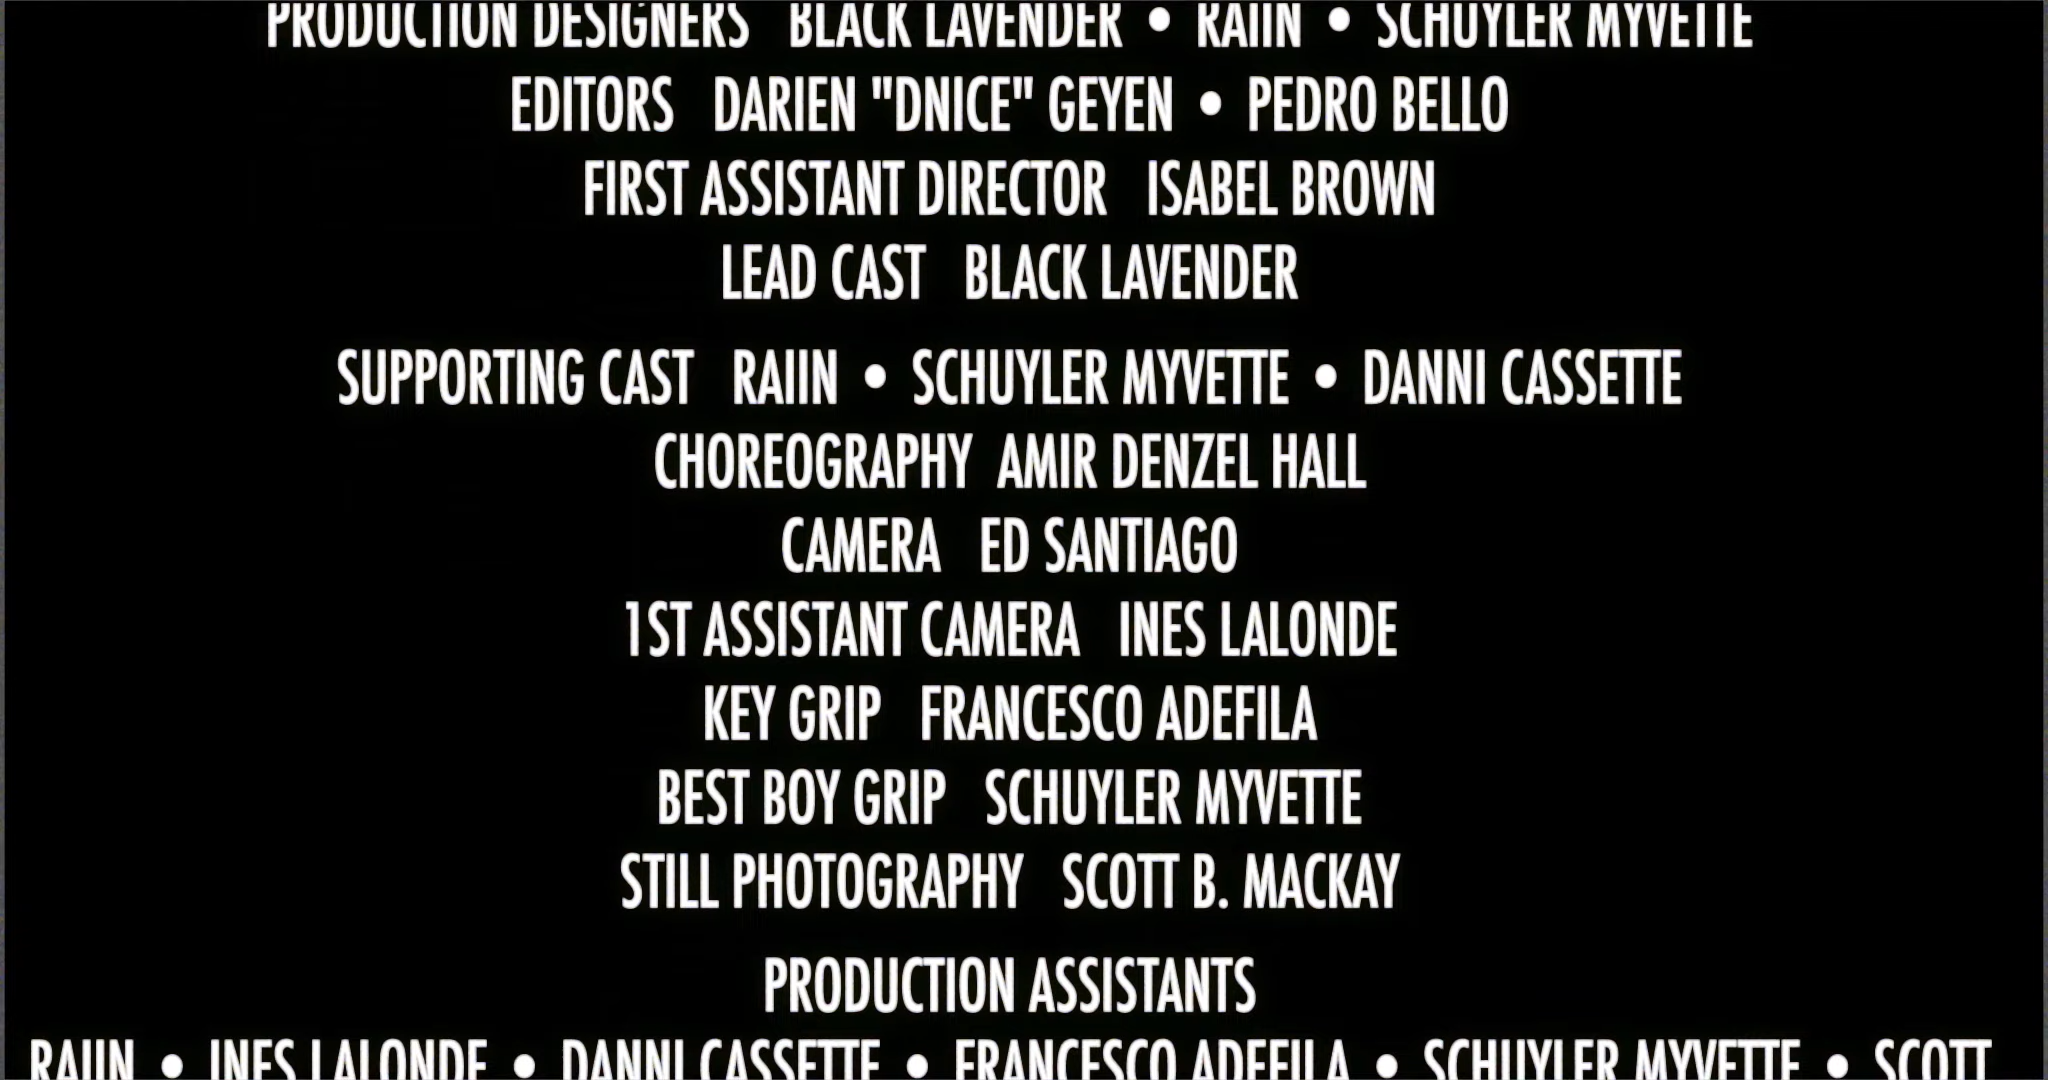 PRODUCTION DESIGNERS BLACK LAVENDER • RAIIN • SCHUYLER MYVETTE
EDITORS DARIEN "DNICE" GEYEN • PEDRO BELLO
FIRST ASSISTANT DIRECTOR ISABEL BROWN
LEAD CAST BLACK LAVENDER
SUPPORTING CAST RAIIN • SCHUYLER MYVETTE • DANNI CASSETTE
CHOREOGRAPHY AMIR DENZEL HALL
CAMERA ED SANTIAGO
1ST ASSISTANT CAMERA INES LALONDE
KEY GRIP FRANCESCO ADEFILA
BEST BOY GRIP SCHUYLER MYVETTE
STILL PHOTOGRAPHY SCOTT B. MACKAY
PRODUCTION ASSISTANTS
RAIIN • INES LALONDE • DANNI CASSETTE • FRANCESCO ADEFILA • SCHUYLER MYVETTE • SCOTT